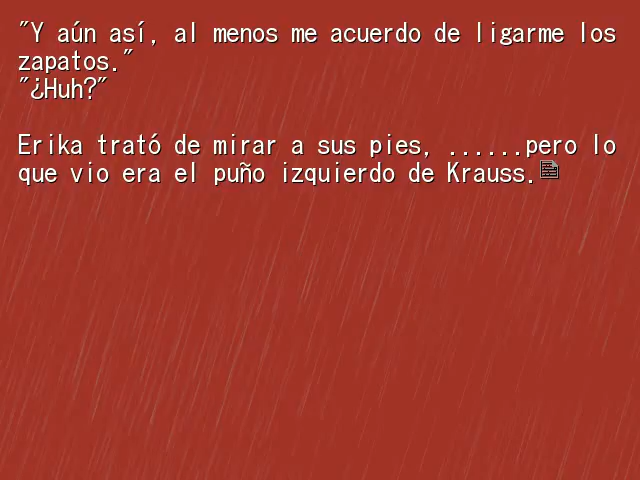 "Y aún así, al menos me acuerdo de ligarme los
zapatos."
"¿Huh?"
Erika trató de mirar a sus pies, ......pero lo
que vio era el puño izquierdo de Krauss.